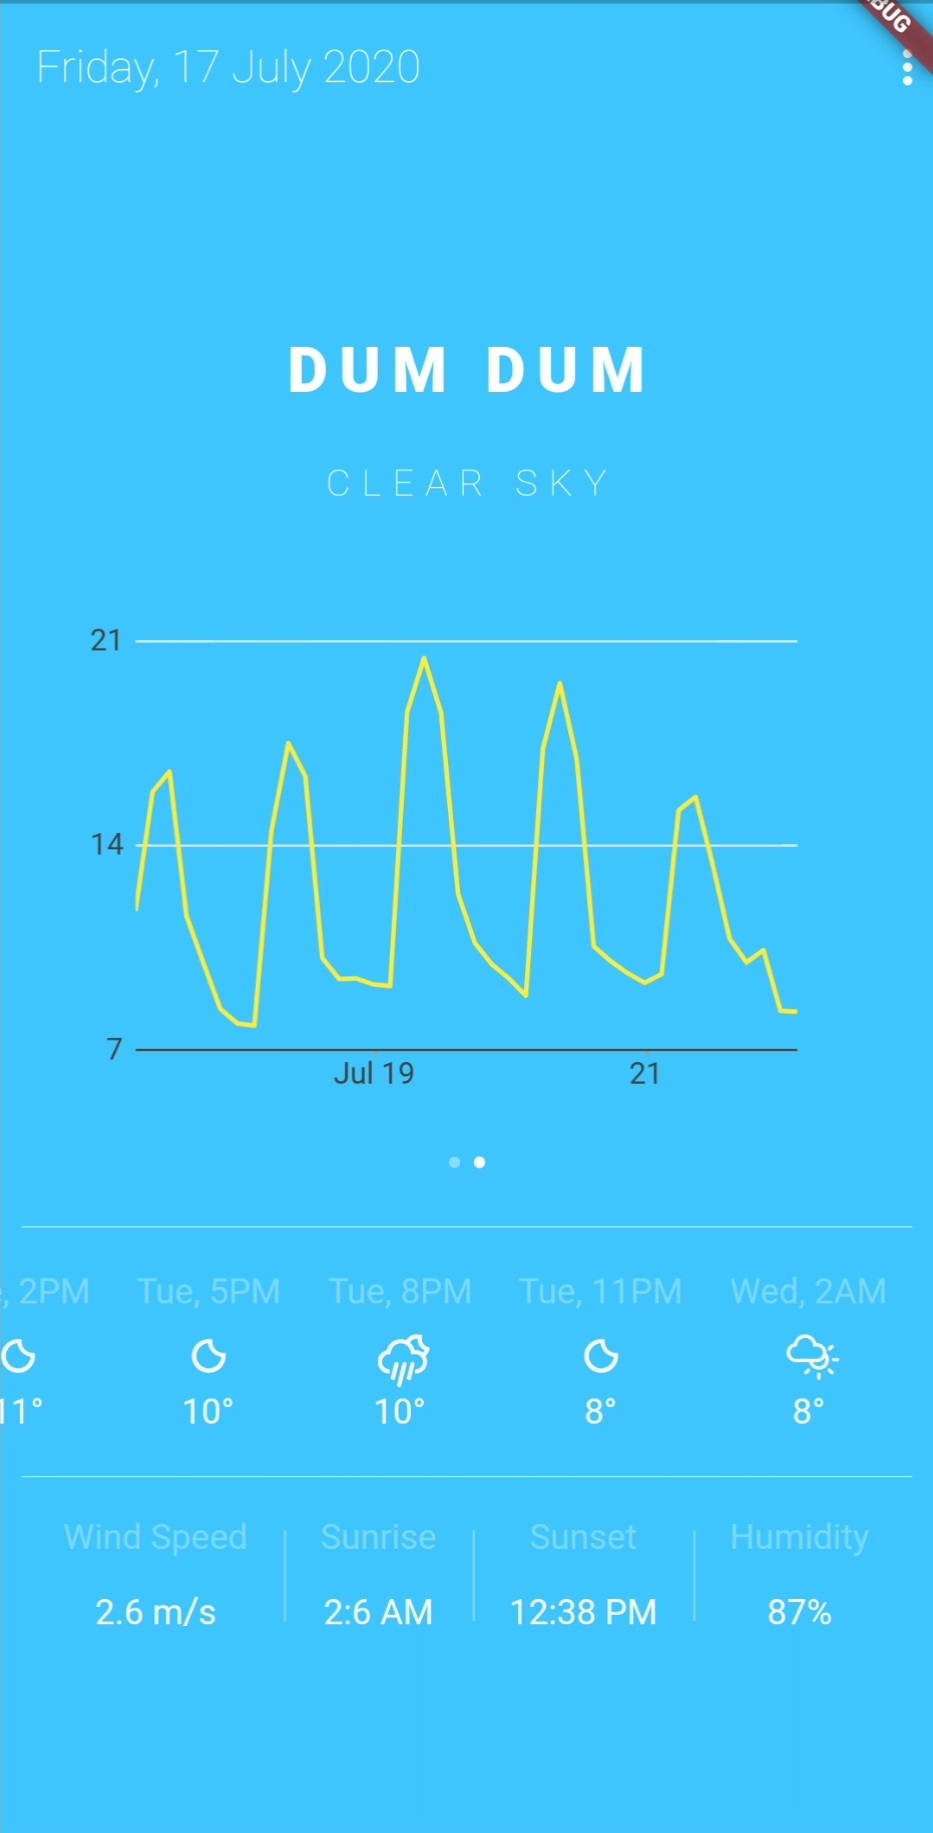 Friday, 17 July 2020
BUG
DUM DUM
CLEAR SKY
21
14
7
Jul 19 21
, 2PM Tue, 5PM Tue, 8PM Tue, 11PM Wed, 2AM
11° 10° 10° 8° 8°
Wind Speed Sunrise Sunset Humidity
2.6 m/s 2:6 AM 12:38 PM 87%